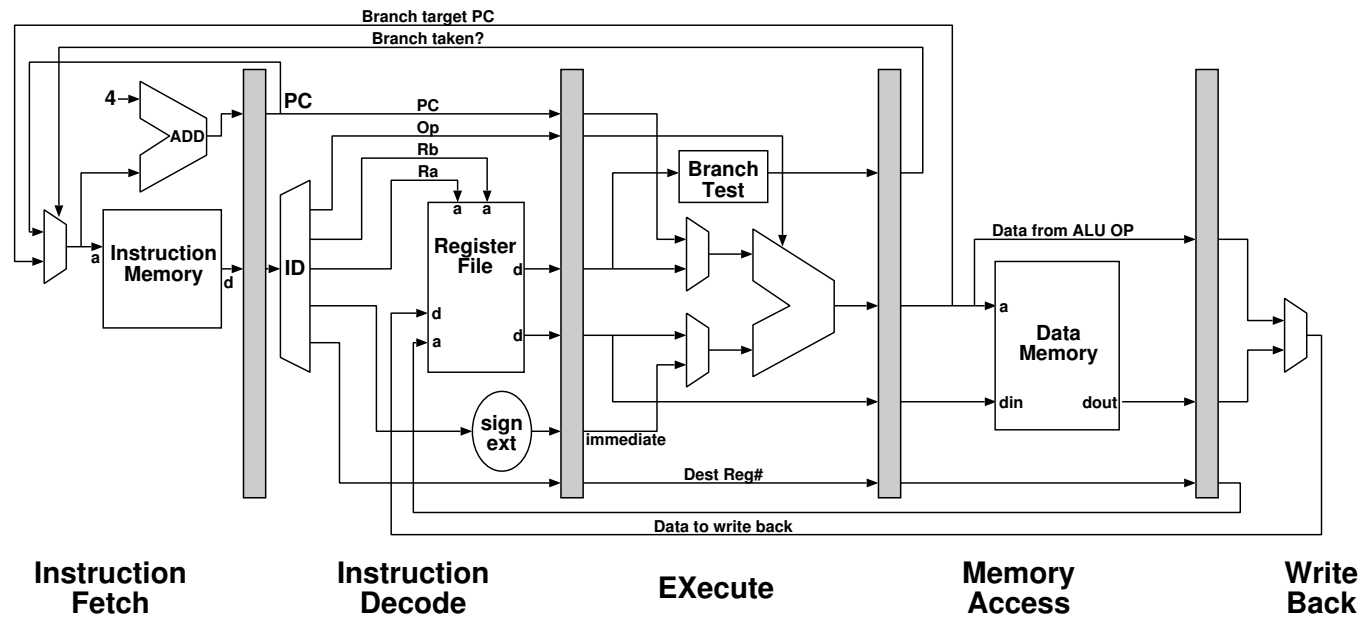 Branch target PC
Branch taken?
4
ADD
PC
PC
Op
Rb
Ra
a
a
Branch
Test
Instruction
Memory
a
d
ID
Register
File
d
d
d
a
Data from ALU OP
a
Data
Memory
din
dout
sign
ext
immediate
Dest Reg#
Data to write back
Instruction
Fetch
Instruction
Decode
EXecute
Memory
Access
Write
Back